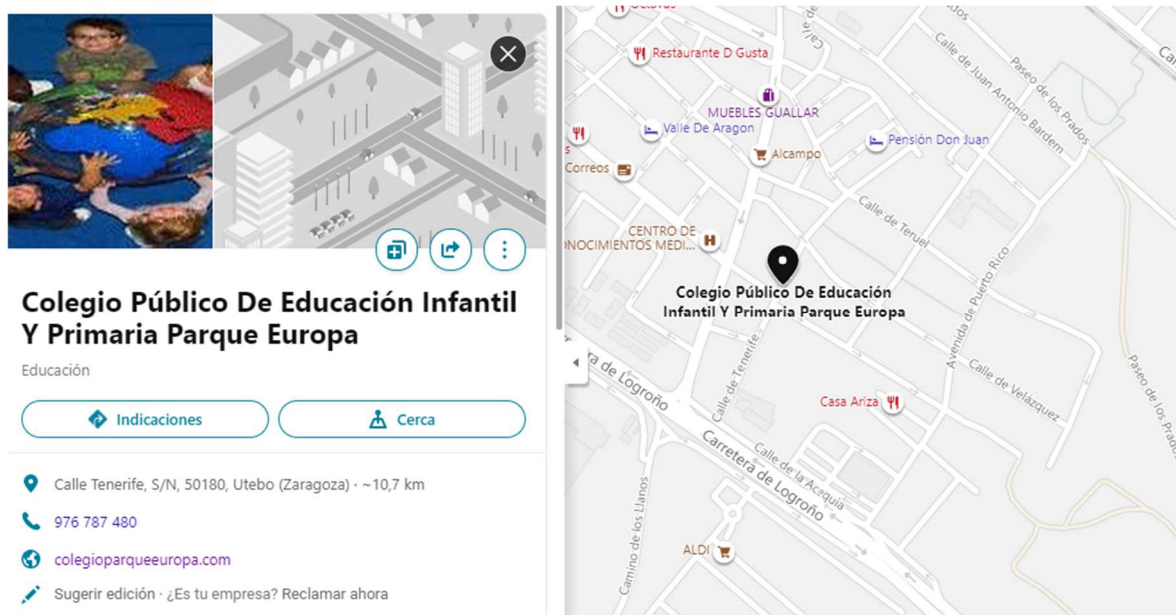 Colegio Público De Educación Infantil
Y Primaria Parque Europa
Educación
Indicaciones
Cerca
Calle Tenerife, S/N, 50180, Utebo (Zaragoza) · ~10,7 km
976 787 480
colegioparqueeuropa.com
Sugerir edición · ¿Es tu empresa? Reclamar ahora
Restaurante D Gusta
MUEBLES GUALLAR
Valle De Aragon
Pensión Don Juan
Alcampo
Correos
Calle de Juan Antonio Bardem
Paseo de los Prados
Calle de Teruel
CENTRO DE
ONOCIMIENTOS MEDI...
Colegio Público De Educación
Infantil Y Primaria Parque Europa
Avenida de Puerto Rico
Calle de Tenerife
Calle de Velázquez
Paseo de los Prados
Casa Ariza
ra de Logroño
Carretera de Logroño
Calle de la Acequia
Camino de los Llanos
ALDI